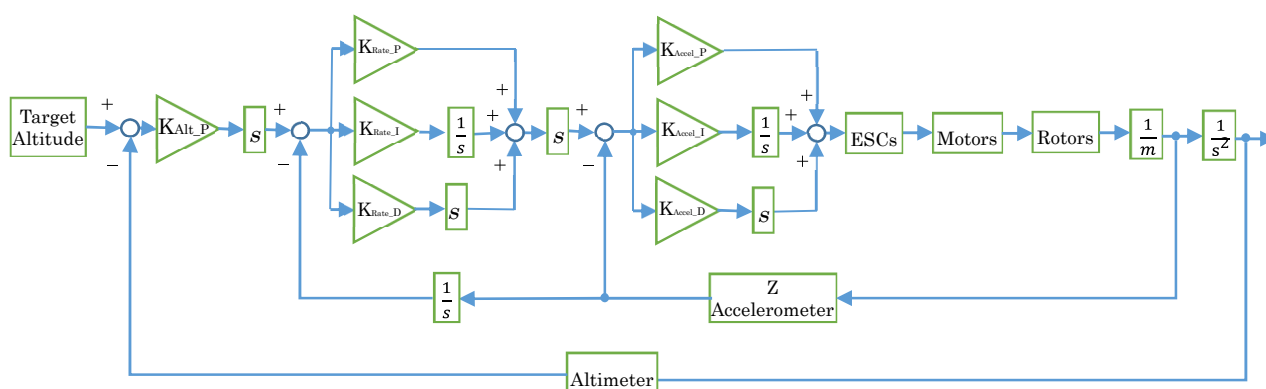 Target
Altitude
+
−
KAlt_P
s
+
−
KRate_P
KRate_I
KRate_D
1
s
s
+
+
+
s
+
−
KAccel_P
KAccel_I
KAccel_D
1
s
s
+
+
+
ESCs
Motors
Rotors
1
m
1
s²
1
s
Z
Accelerometer
Altimeter